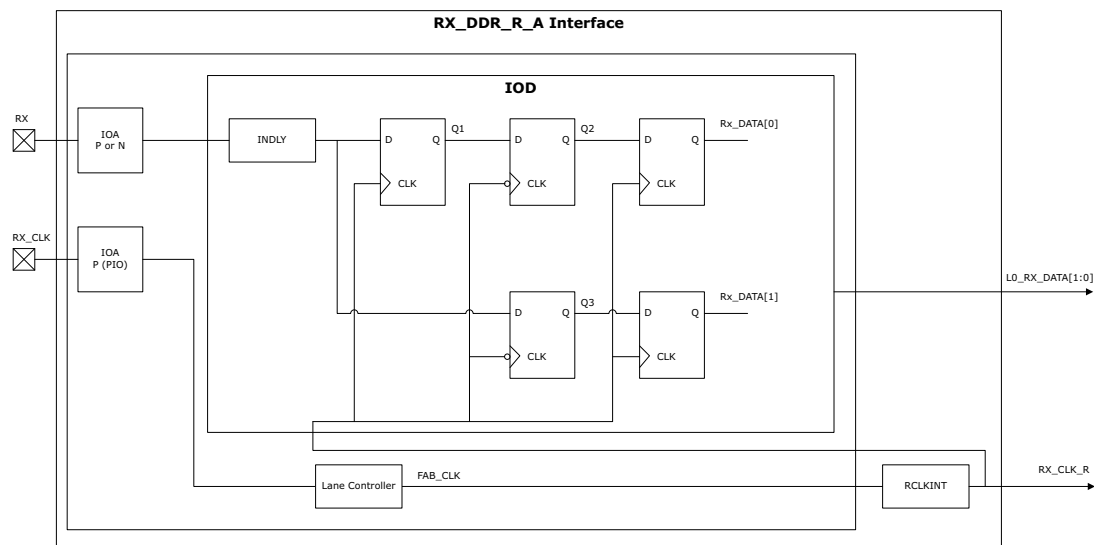 RX_DDR_R_A Interface
IOD
RX
IOA
P or N
INDLY
D
Q
CLK
Q1
D
Q
CLK
Q2
D
Q
CLK
Rx_DATA[0]
RX_CLK
IOA
P (PIO)
D
Q
CLK
Q3
D
Q
CLK
Rx_DATA[1]
L0_RX_DATA[1:0]
Lane Controller
FAB_CLK
RCLKINT
RX_CLK_R